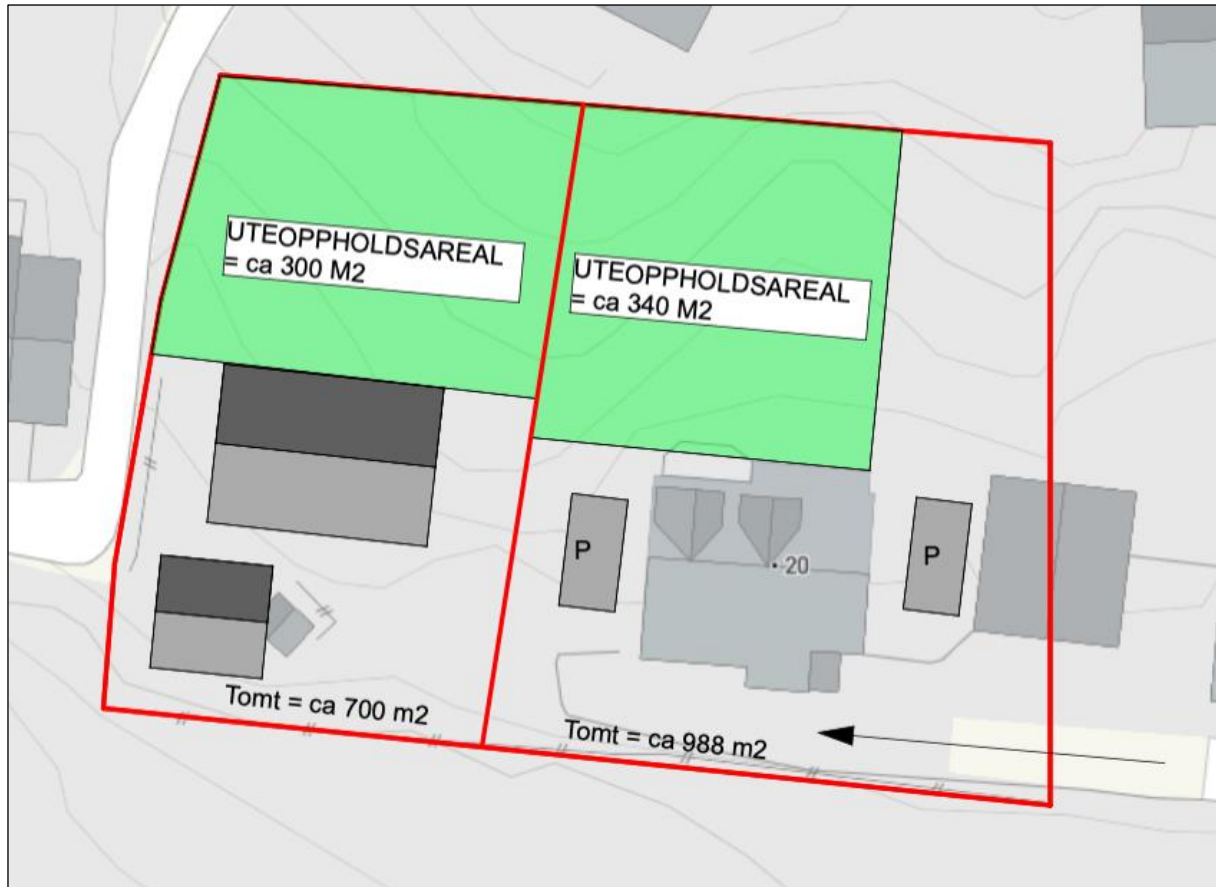 UTEOPPHOLDSAREAL
= ca 300 M2
UTEOPPHOLDSAREAL
= ca 340 M2
P
P
20
Tomt = ca 700 m2
Tomt = ca 988 m2